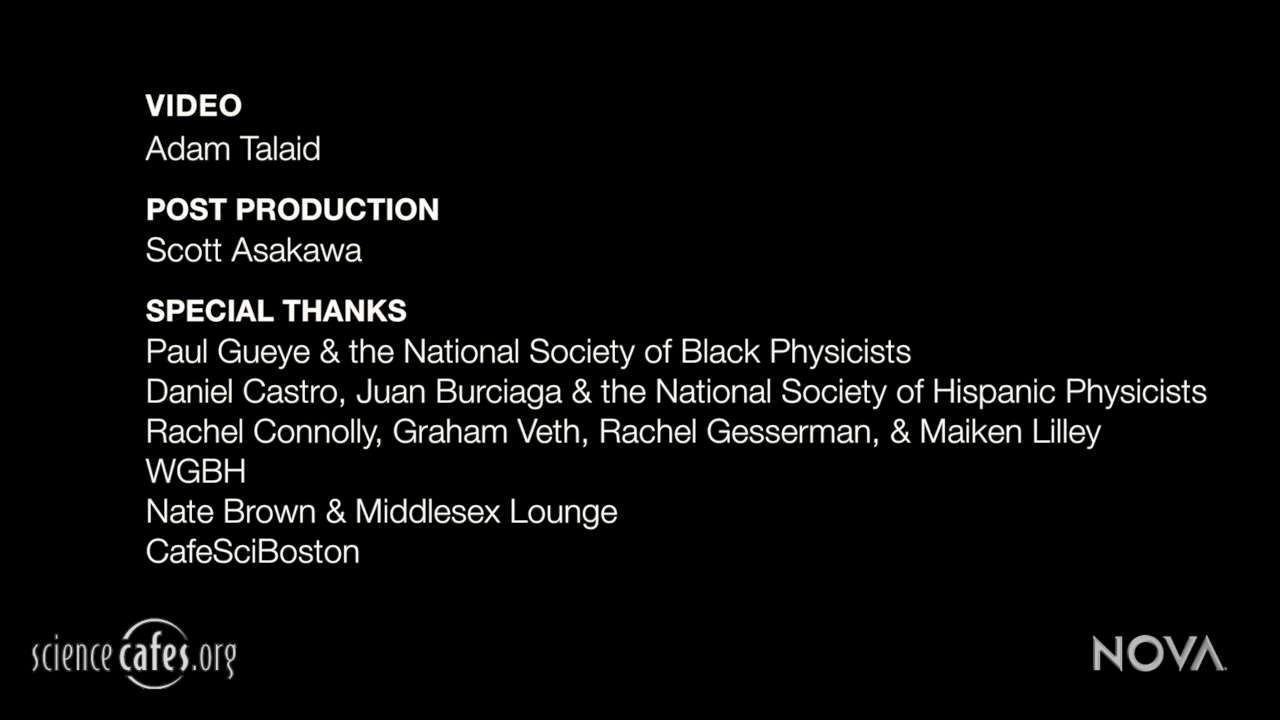 VIDEO
Adam Talaid
POST PRODUCTION
Scott Asakawa
SPECIAL THANKS
Paul Gueye & the National Society of Black Physicists
Daniel Castro, Juan Burciaga & the National Society of Hispanic Physicists
Rachel Connolly, Graham Veth, Rachel Gesserman, & Maiken Lilley
WGBH
Nate Brown & Middlesex Lounge
CafeSciBoston
science cafes.org
NOVA